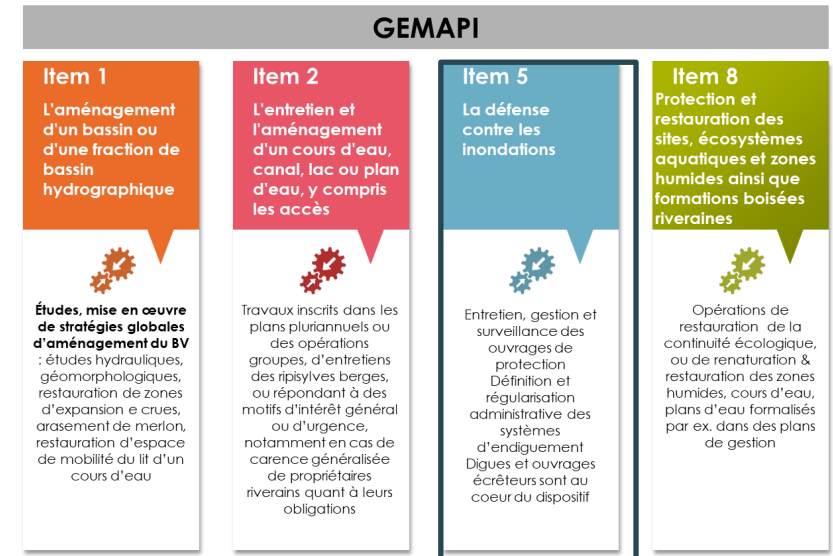 GEMAPI
Item 1
L'aménagement
d'un bassin ou
d'une fraction de
bassin
hydrographique
Études, mise en œuvre
de stratégies globales
d'aménagement du BV
: études hydrauliques,
géomorphologiques,
restauration de zones
d'expansion e crues,
arasement de merlon,
restauration d'espace
de mobilité du lit d'un
cours d'eau
Item 2
L'entretien et
l'aménagement
d'un cours d'eau,
canal, lac ou plan
d'eau, y compris
les accès
Travaux inscrits dans les
plans pluriannuels ou
des opérations
groupes, d'entretiens
des ripisylves berges,
ou répondant à des
motifs d'intérêt général
ou d'urgence,
notamment en cas de
carence généralisée
de propriétaires
riverains quant à leurs
obligations
Item 5
La défense
contre les
inondations
Entretien, gestion et
surveillance des
ouvrages de
protection
Définition et
régularisation
administrative des
systèmes
d'endiguement
Digues et ouvrages
écrêteurs sont au
coeur du dispositif
Item 8
Protection et
restauration des
sites, écosystèmes
aquatiques et zones
humides ainsi que
formations boisées
riveraines
Opérations de
restauration de la
continuité écologique,
ou de renaturation &
restauration des zones
humides, cours d'eau,
plans d'eau formalisés
par ex. dans des plans
de gestion